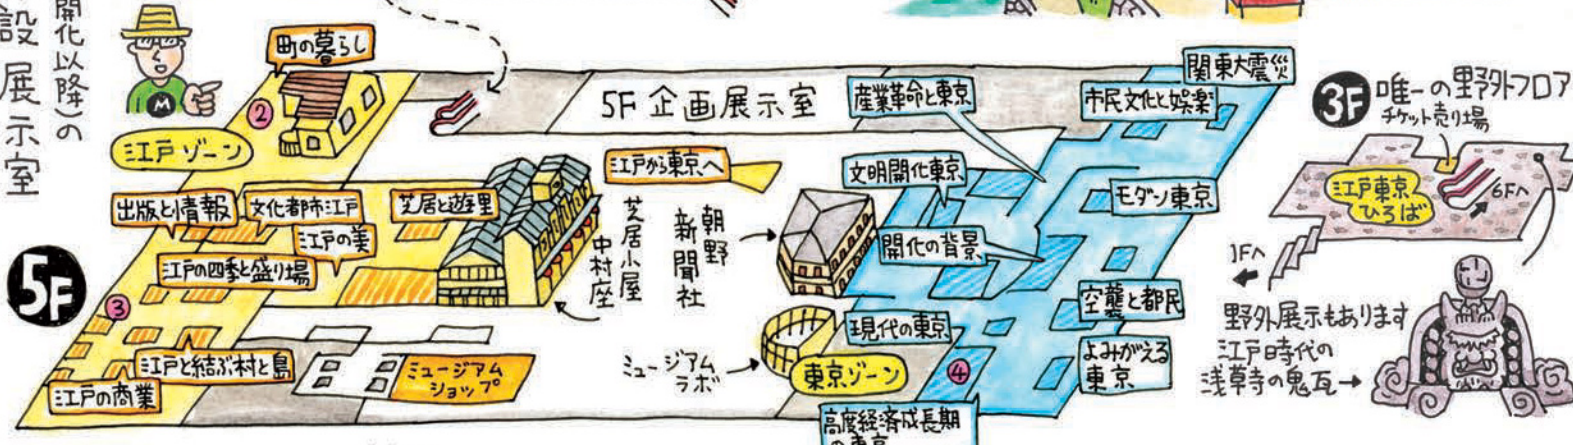 開化以降)の
設展示室
M
町の暮らし
②
江戸ゾーン
5F 企画展示室
産業革命と東京
関東大震災
市民文化と娯楽
3F
唯一の野外フロア
チケット売り場
江戸東京
ひろば
6Fへ
出版と情報
文化都市江戸
芝居と遊里
江戸の美
江戸の四季と盛り場
江戸から東京へ
芝居小屋
中村座
朝野
新聞社
文明開化東京
モダン東京
開化の背景
5F
③
江戸と結ぶ村と島
江戸の商業
ミュージアム
ショップ
ミュージアム
ラボ
現代の東京
東京ゾーン
④
空襲と都民
よみがえる
東京
高度経済成長期
の東京
1Fへ
野外展示もあります
江戸時代の
浅草寺の鬼瓦→